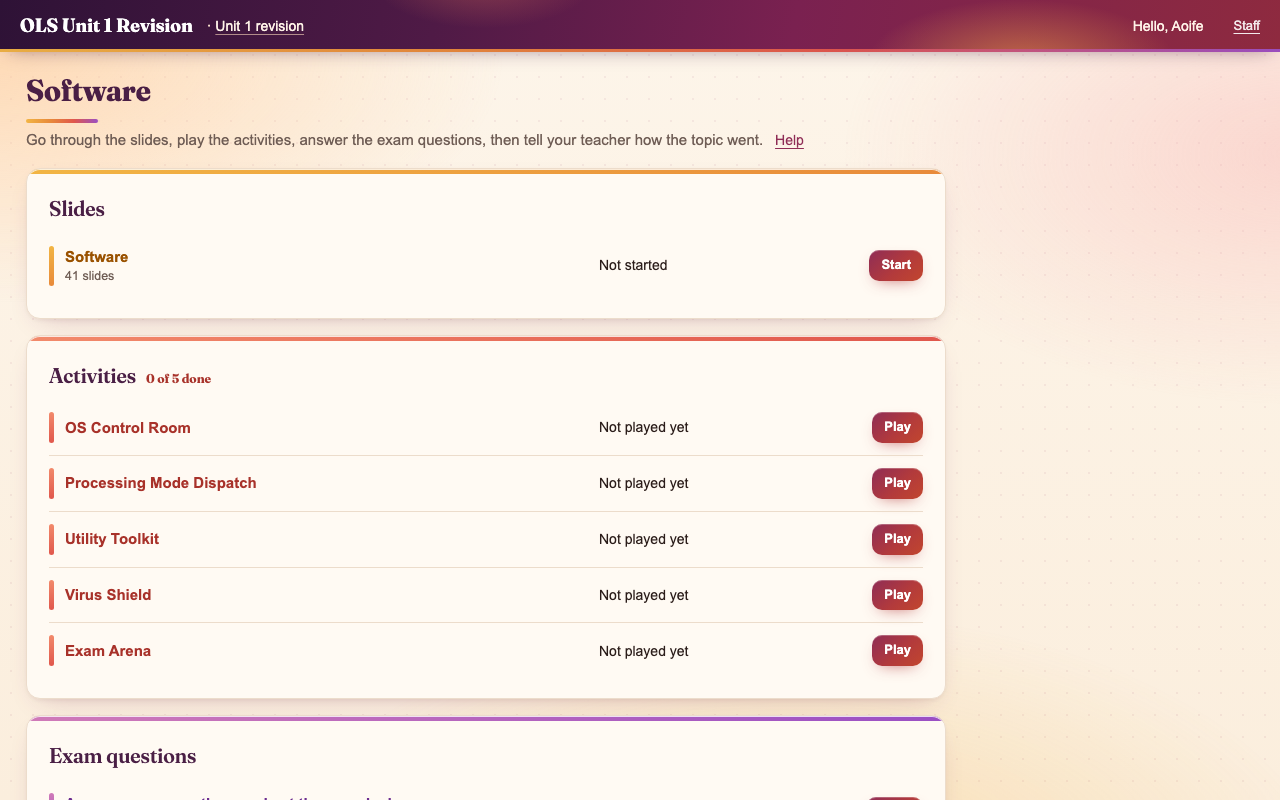 OLS Unit 1 Revision · Unit 1 revision Hello, Aoife Staff
Software
Go through the slides, play the activities, answer the exam questions, then tell your teacher how the topic went. Help
Slides
Software Not started Start
41 slides
Activities 0 of 5 done
OS Control Room Not played yet Play
Processing Mode Dispatch Not played yet Play
Utility Toolkit Not played yet Play
Virus Shield Not played yet Play
Exam Arena Not played yet Play
Exam questions